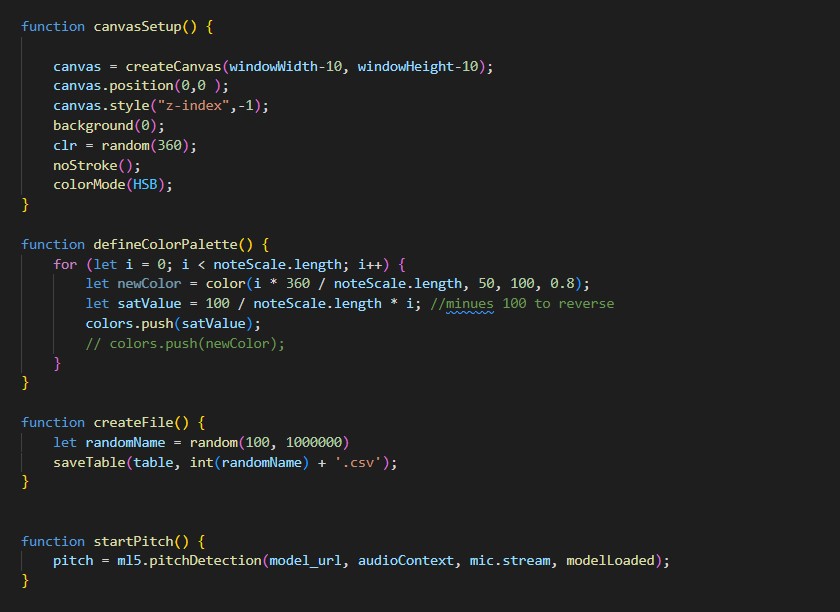 function canvasSetup() {
    canvas = createCanvas(windowWidth-10, windowHeight-10);
    canvas.position(0,0 );
    canvas.style("z-index",-1);
    background(0);
    clr = random(360);
    noStroke();
    colorMode(HSB);
}
function defineColorPalette() {
    for (let i = 0; i < noteScale.length; i++) {
        let newColor = color(i * 360 / noteScale.length, 50, 100, 0.8);
        let satValue = 100 / noteScale.length * i; //minues 100 to reverse
        colors.push(satValue);
        // colors.push(newColor);
    }
}
function createFile() {
    let randomName = random(100, 1000000)
    saveTable(table, int(randomName) + '.csv');
}
function startPitch() {
    pitch = ml5.pitchDetection(model_url, audioContext, mic.stream, modelLoaded);
}